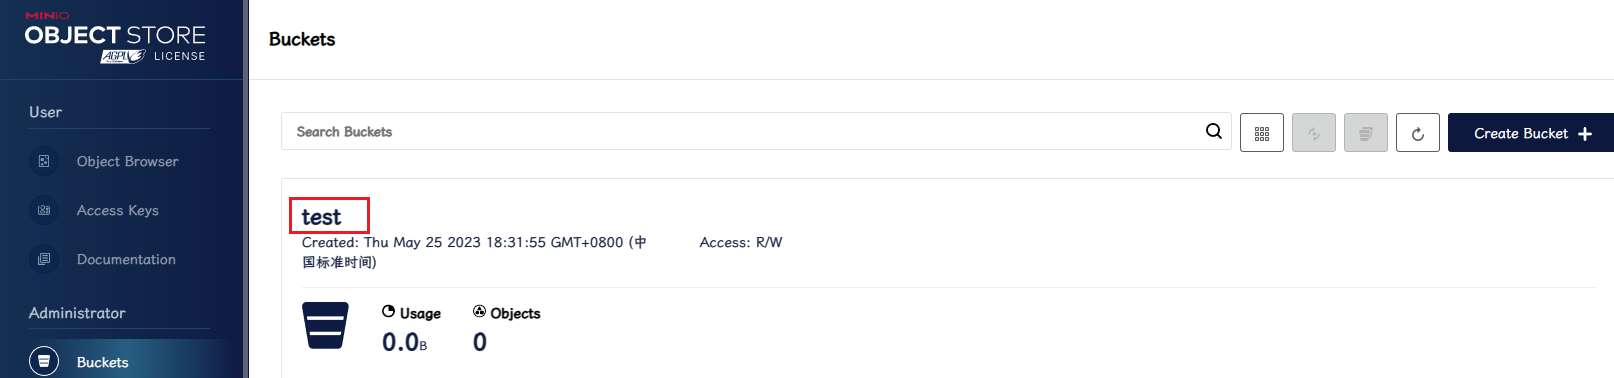 MINIO
OBJECT STORE
AGPLv3 LICENSE
User
Object Browser
Access Keys
Documentation
Administrator
Buckets
Buckets
Search Buckets
Create Bucket
test
Created: Thu May 25 2023 18:31:55 GMT+0800 (中
国标准时间)
Access: R/W
Usage
0.0B
Objects
0